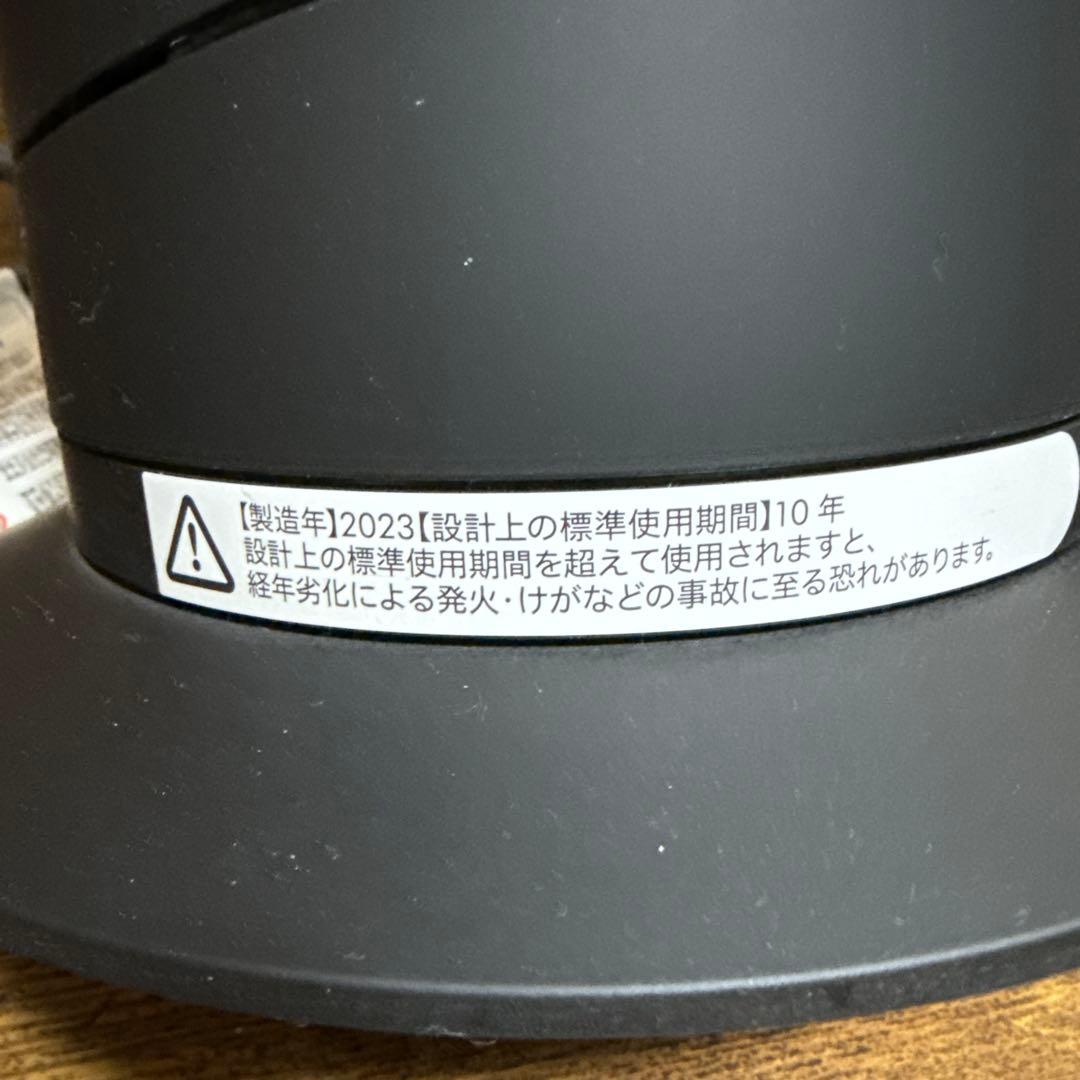 【製造年】2023【設計上の標準使用期間】10 年
設計上の標準使用期間を超えて使用されますと、
経年劣化による発火・けがなどの事故に至る恐れがあります。